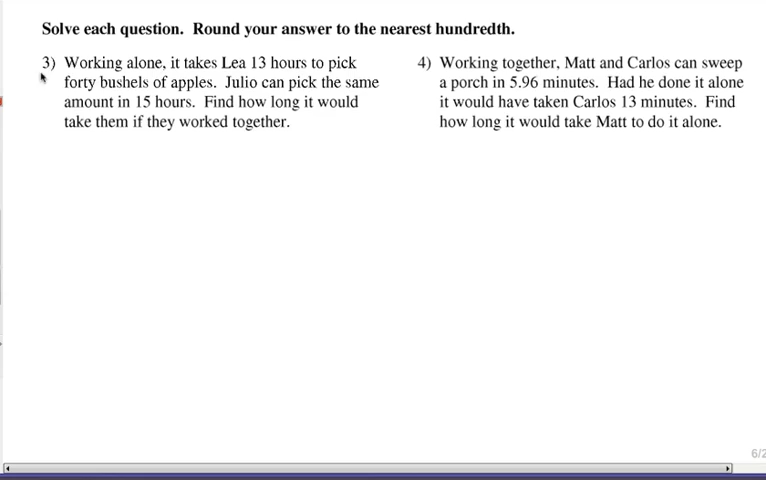 Solve each question. Round your answer to the nearest hundredth.
3) Working alone, it takes Lea 13 hours to pick
forty bushels of apples. Julio can pick the same
amount in 15 hours. Find how long it would
take them if they worked together.
4) Working together, Matt and Carlos can sweep
a porch in 5.96 minutes. Had he done it alone
it would have taken Carlos 13 minutes. Find
how long it would take Matt to do it alone.
6/2